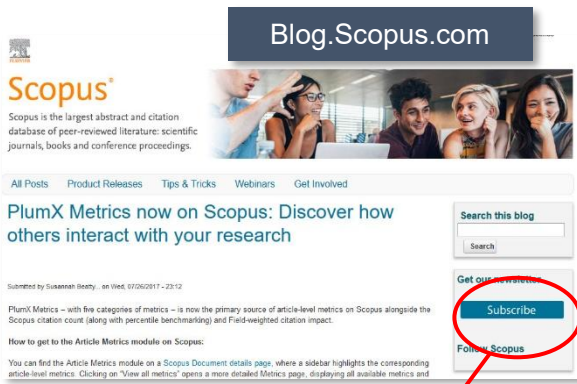 Blog.Scopus.com
ELSEVIER
Scopus®
Scopus is the largest abstract and citation
database of peer-reviewed literature: scientific
journals, books and conference proceedings.
All Posts Product Releases Tips & Tricks Webinars Get Involved
PlumX Metrics now on Scopus: Discover how
others interact with your research
Submitted by Susannah Beatty... on Wed, 07/26/2017 - 23:12
PlumX Metrics – with five categories of metrics – is now the primary source of article-level metrics on Scopus alongside the
Scopus citation count (along with percentile benchmarking) and Field-weighted citation impact.
How to get to the Article Metrics module on Scopus:
You can find the Article Metrics module on a Scopus Document details page, where a sidebar highlights the corresponding
article-level metrics. Clicking on "View all metrics" opens a more detailed Metrics page, displaying all available metrics and
Search this blog
Search
Get our newsletter
Subscribe
Follow Scopus